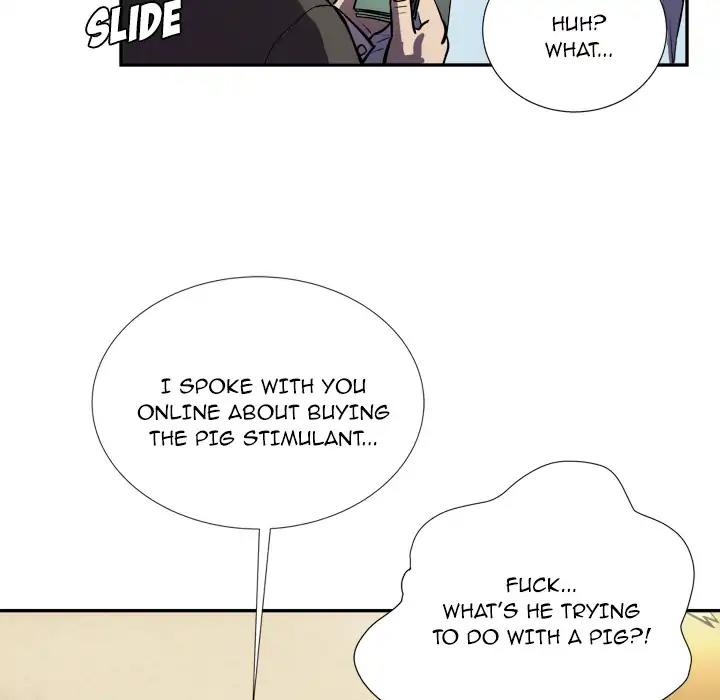 SLIDE
HUH?
WHAT...
I SPOKE WITH YOU
ONLINE ABOUT BUYING
THE PIG STIMULANT...
FUCK...
WHAT'S HE TRYING
TO DO WITH A PIG?!